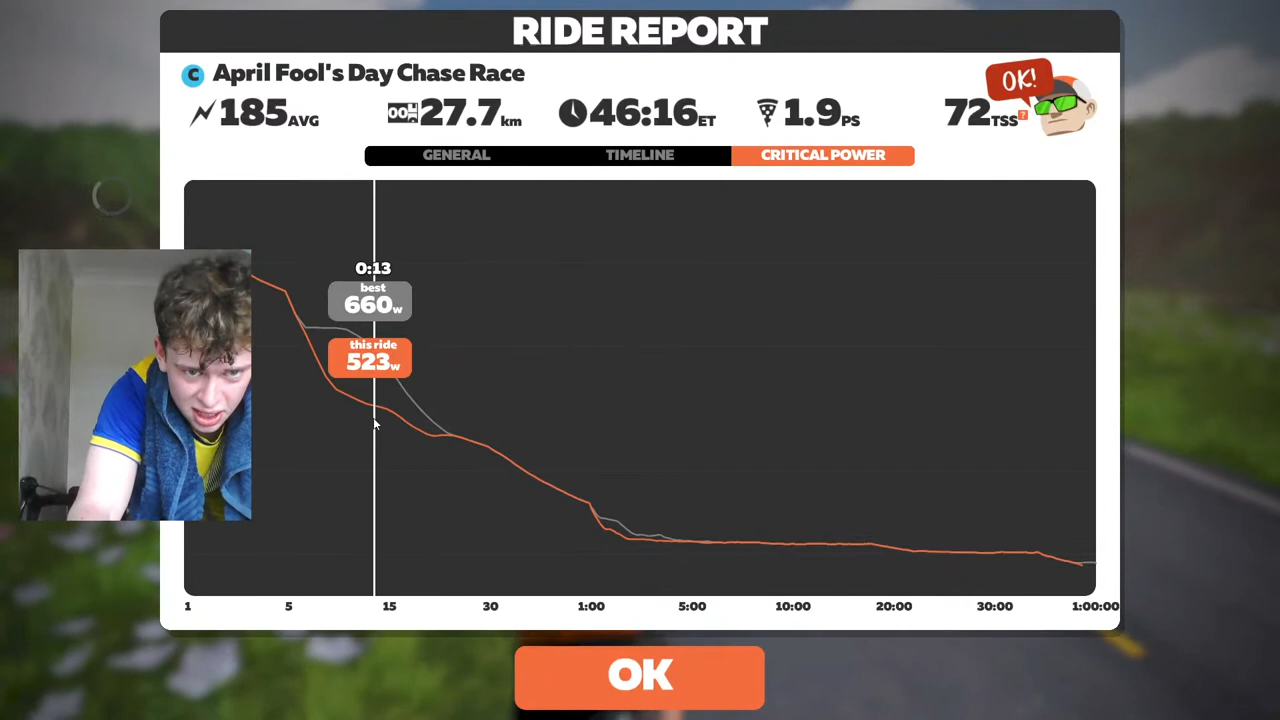 RIDE REPORT
C April Fool's Day Chase Race
OK!
185AVG 27.7km 46:16ET 1.9PS 72TSS?
GENERAL TIMELINE CRITICAL POWER
0:13
best
660w
this ride
523w
1 5 15 30 1:00 5:00 10:00 20:00 30:00 1:00:00
OK